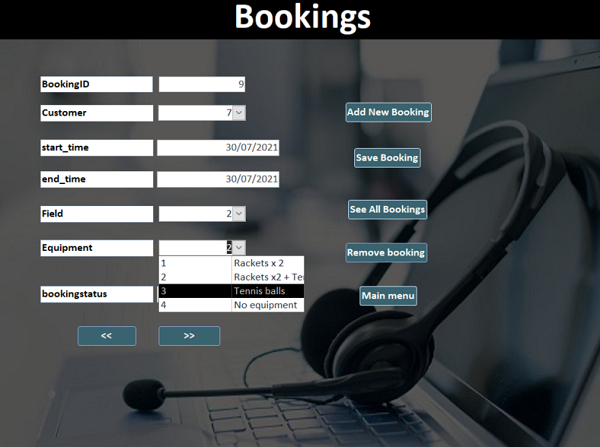 Bookings
BookingID 9
Customer 7
Add New Booking
start_time 30/07/2021
Save Booking
end_time 30/07/2021
Field 2
See All Bookings
Equipment 2
Remove booking
1 Rackets x 2
2 Rackets x2 +
3 Tennis balls
4 No equipment
bookingstatus
Main menu
<< >>